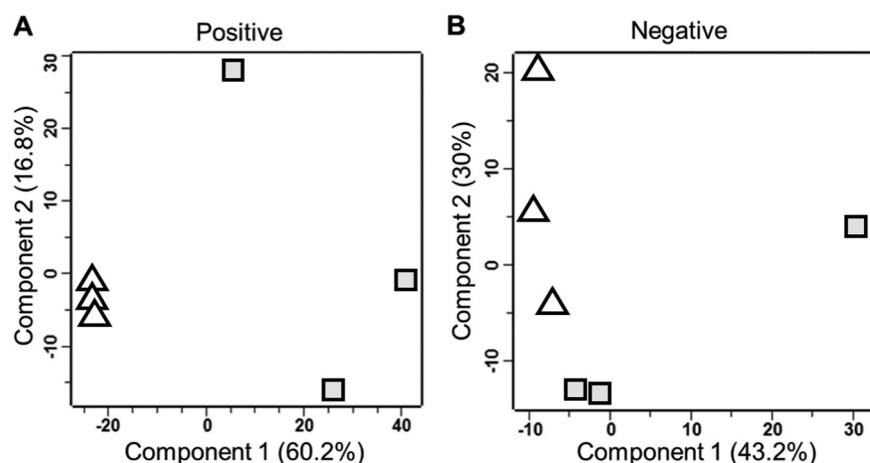 A
Positive
Component 2 (16.8%)
30
20
10
0
-10
-20
0
20
40
Component 1 (60.2%)
B
Negative
Component 2 (30%)
20
10
0
-10
-10
0
10
20
30
Component 1 (43.2%)